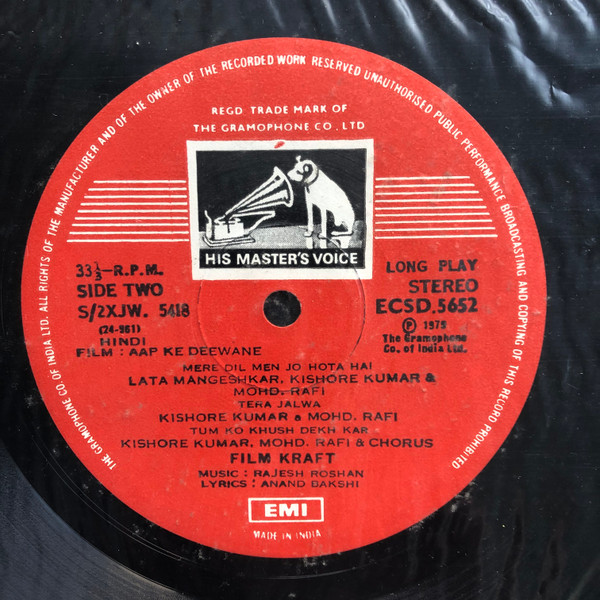 THE GRAMOPHONE CO. OF INDIA LTD. ALL RIGHTS OF THE MANUFACTURER AND OF THE OWNER OF THE RECORDED WORK RESERVED UNAUTHORISED PUBLIC PERFORMANCE BROADCASTING AND COPYING OF THIS RECORD PROHIBITED
REGD TRADE MARK OF
THE GRAMOPHONE CO. LTD
HIS MASTER'S VOICE
33⅓-R.P.M.
SIDE TWO
S/2XJW. 5418
(24-961)
HINDI
LONG PLAY
STEREO
ECSD.5652
Ⓟ 1979
The Gramophone
Co. of India Ltd.
FILM : AAP KE DEEWANE
MERE DIL MEN JO HOTA HAI
LATA MANGESHKAR, KISHORE KUMAR &
MOHD. RAFI
TERA JALWA
KISHORE KUMAR & MOHD. RAFI
TUM KO KHUSH DEKH KAR
KISHORE KUMAR, MOHD. RAFI & CHORUS
FILM KRAFT
MUSIC : RAJESH ROSHAN
LYRICS : ANAND BAKSHI
EMI
MADE IN INDIA